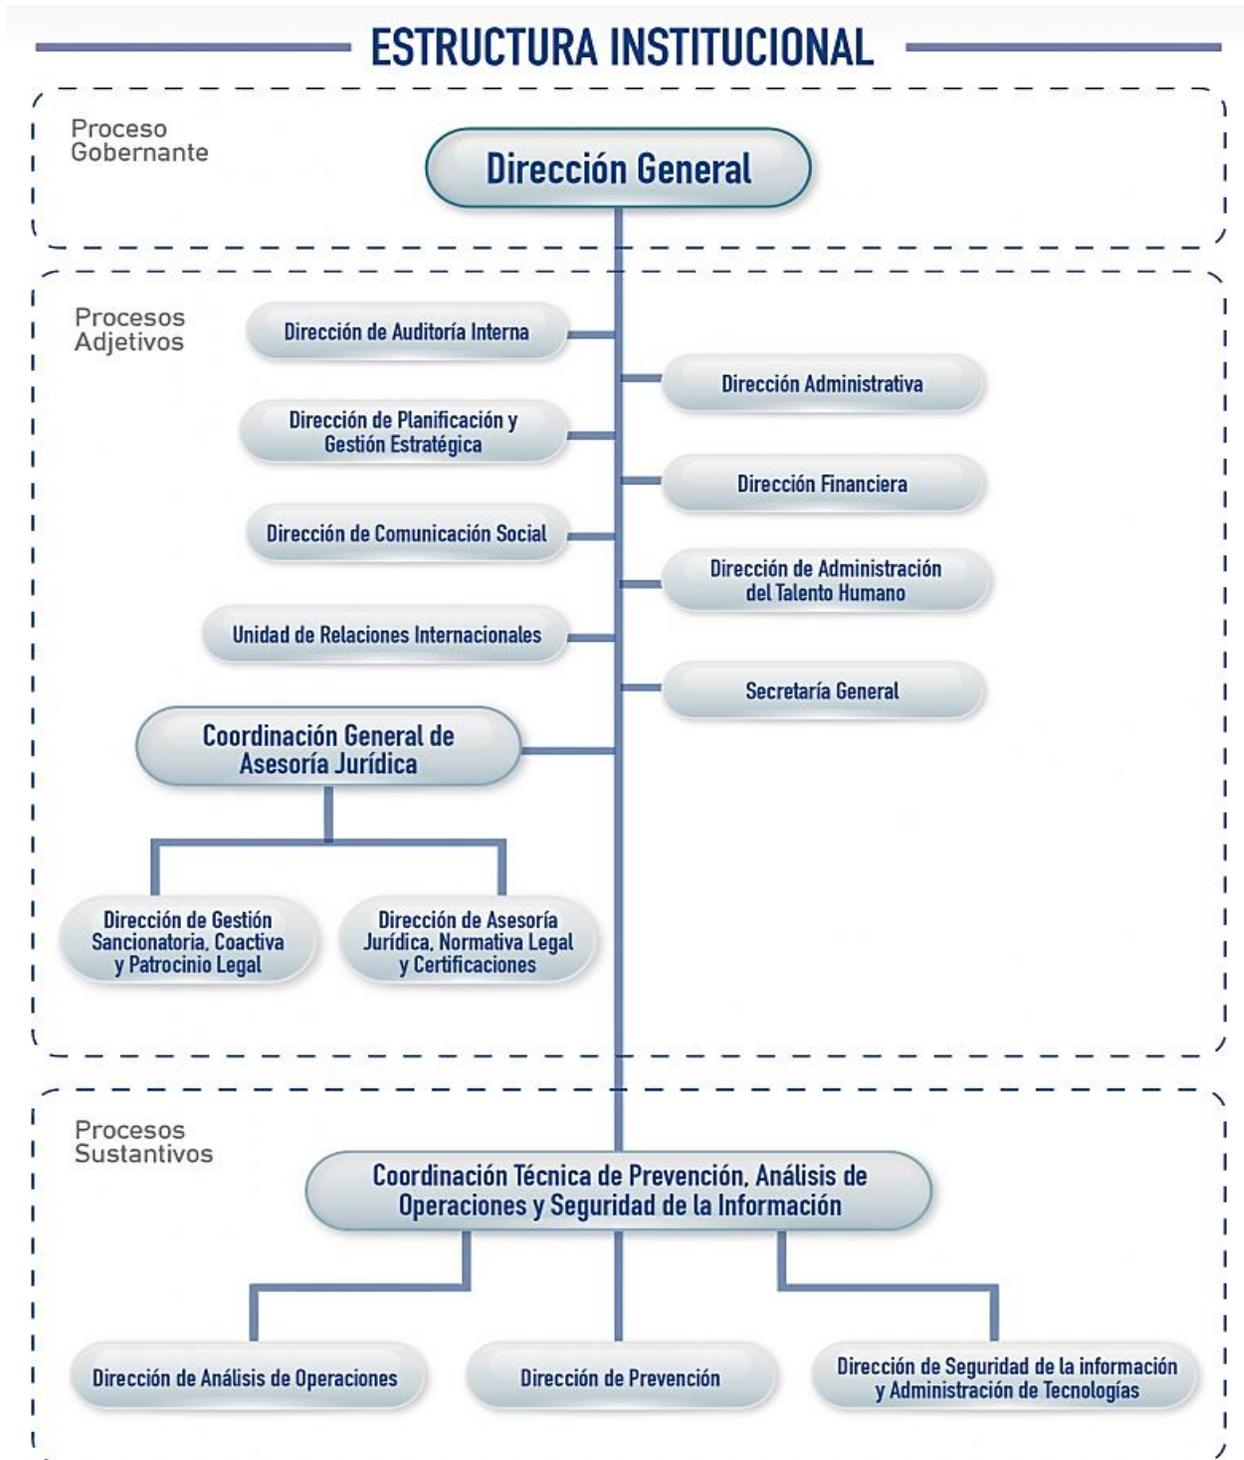 ESTRUCTURA INSTITUCIONAL
Proceso
Gobernante
Dirección General
Procesos
Adjetivos
Dirección de Auditoría Interna
Dirección Administrativa
Dirección de Planificación y
Gestión Estratégica
Dirección Financiera
Dirección de Comunicación Social
Dirección de Administración
del Talento Humano
Unidad de Relaciones Internacionales
Secretaría General
Coordinación General de
Asesoría Jurídica
Dirección de Gestión
Sancionatoria, Coactiva
y Patrocinio Legal
Dirección de Asesoría
Jurídica, Normativa Legal
y Certificaciones
Procesos
Sustantivos
Coordinación Técnica de Prevención, Análisis de
Operaciones y Seguridad de la Información
Dirección de Análisis de Operaciones
Dirección de Prevención
Dirección de Seguridad de la información
y Administración de Tecnologías